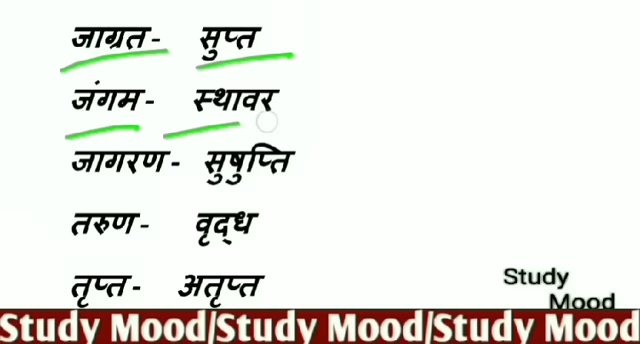 जाग्रत- सुप्त
जंगम- स्थावर
जागरण- सुषुप्ति
तरुण- वृद्ध
तृप्त- अतृप्त
Study
Mood
Study Mood/Study Mood/Study Mood